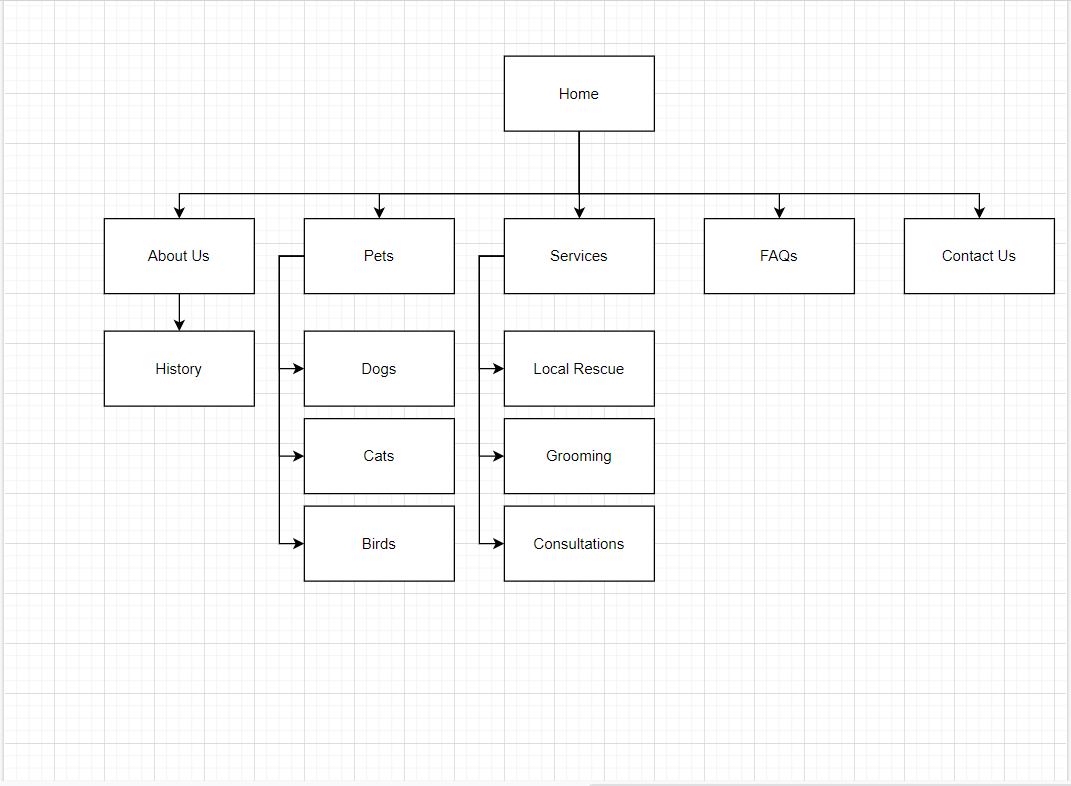 Home
About Us
Pets
Services
FAQs
Contact Us
History
Dogs
Local Rescue
Cats
Grooming
Birds
Consultations